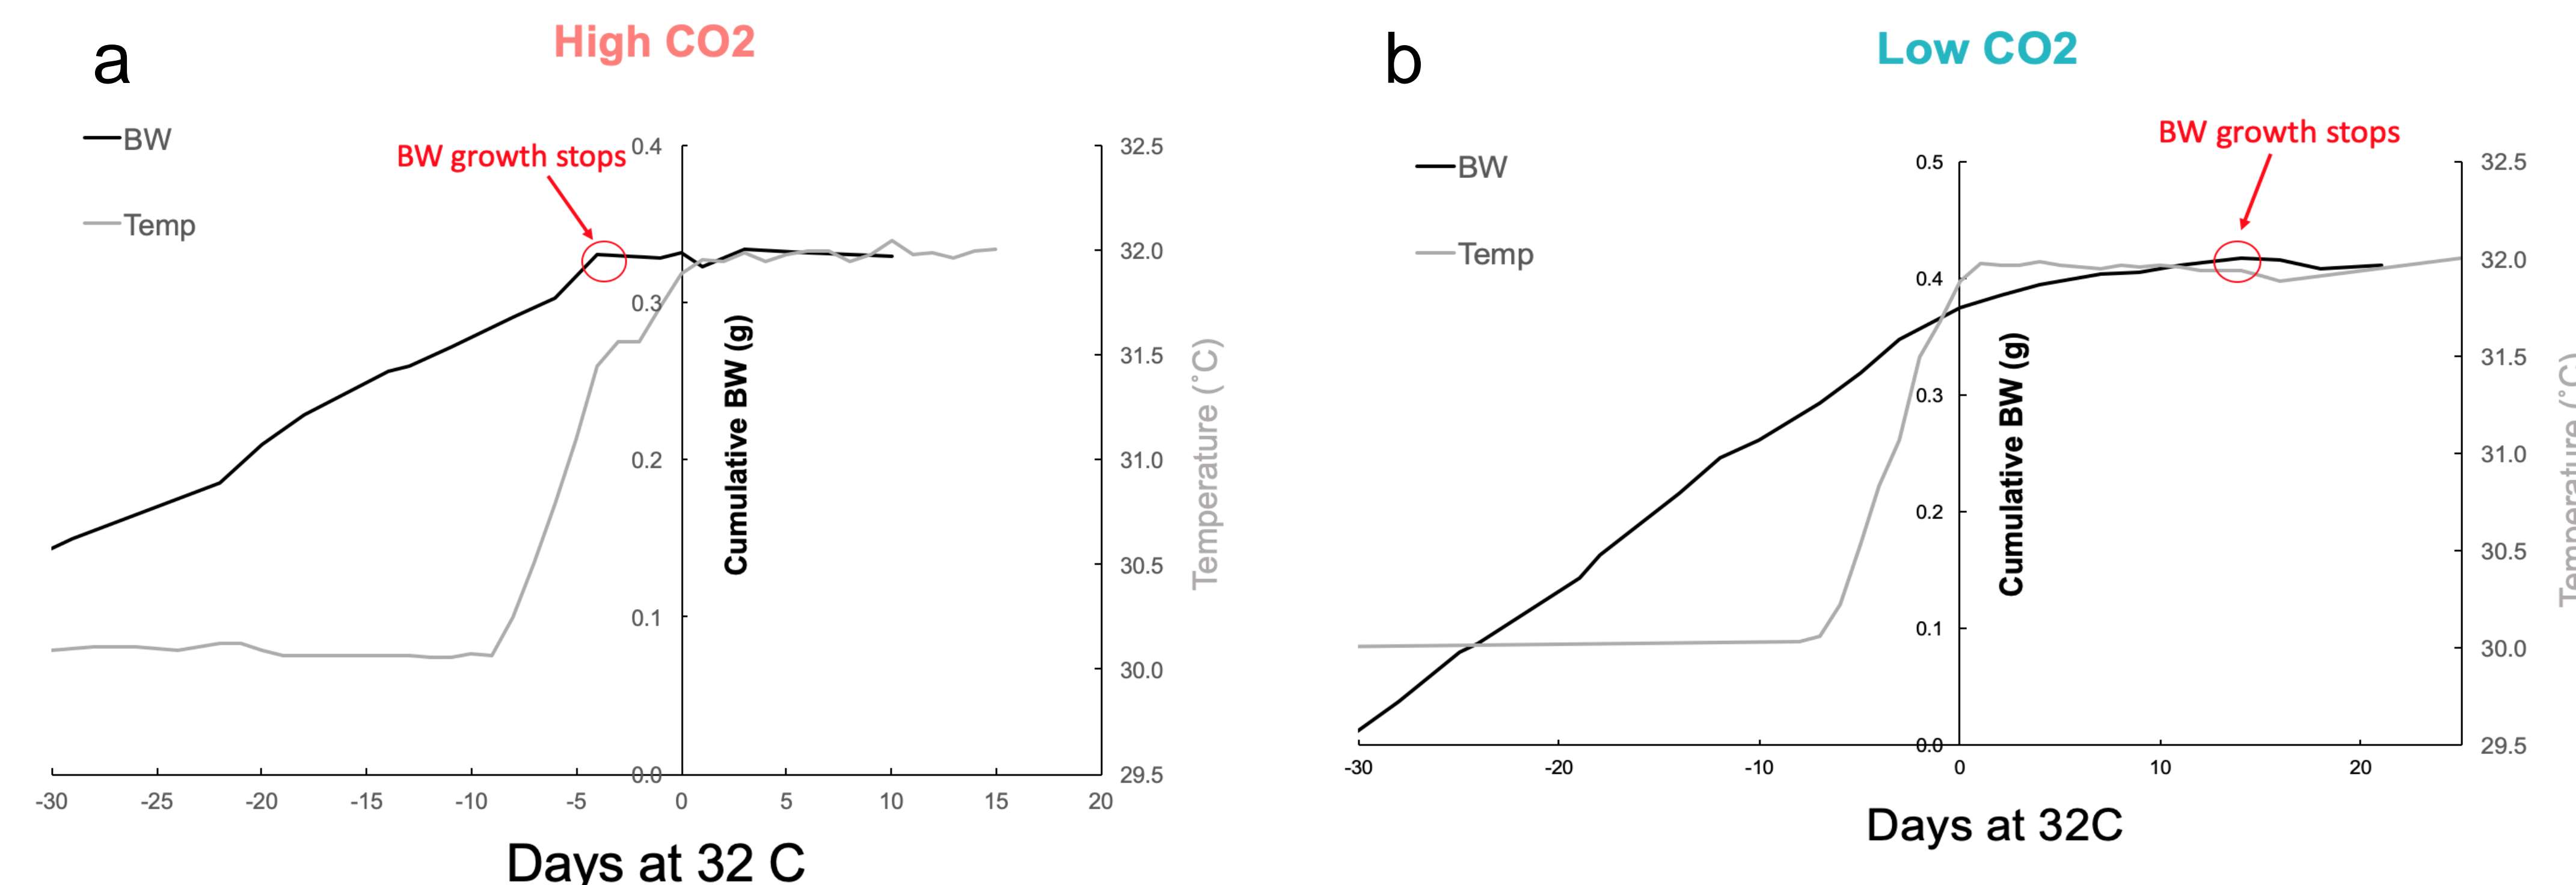 a
High CO2
BW
Temp
BW growth stops
0.4
0.3
0.2
0.1
0.0
Cumulative BW (g)
32.5
32.0
31.5
31.0
30.5
30.0
29.5
Temperature (˚C)
-30 -25 -20 -15 -10 -5 0 5 10 15 20
Days at 32 C
b
Low CO2
BW
Temp
BW growth stops
0.5
0.4
0.3
0.2
0.1
0.0
Cumulative BW (g)
32.5
32.0
31.5
31.0
30.5
30.0
29.5
Temperature (˚C)
-30 -20 -10 0 10 20
Days at 32C